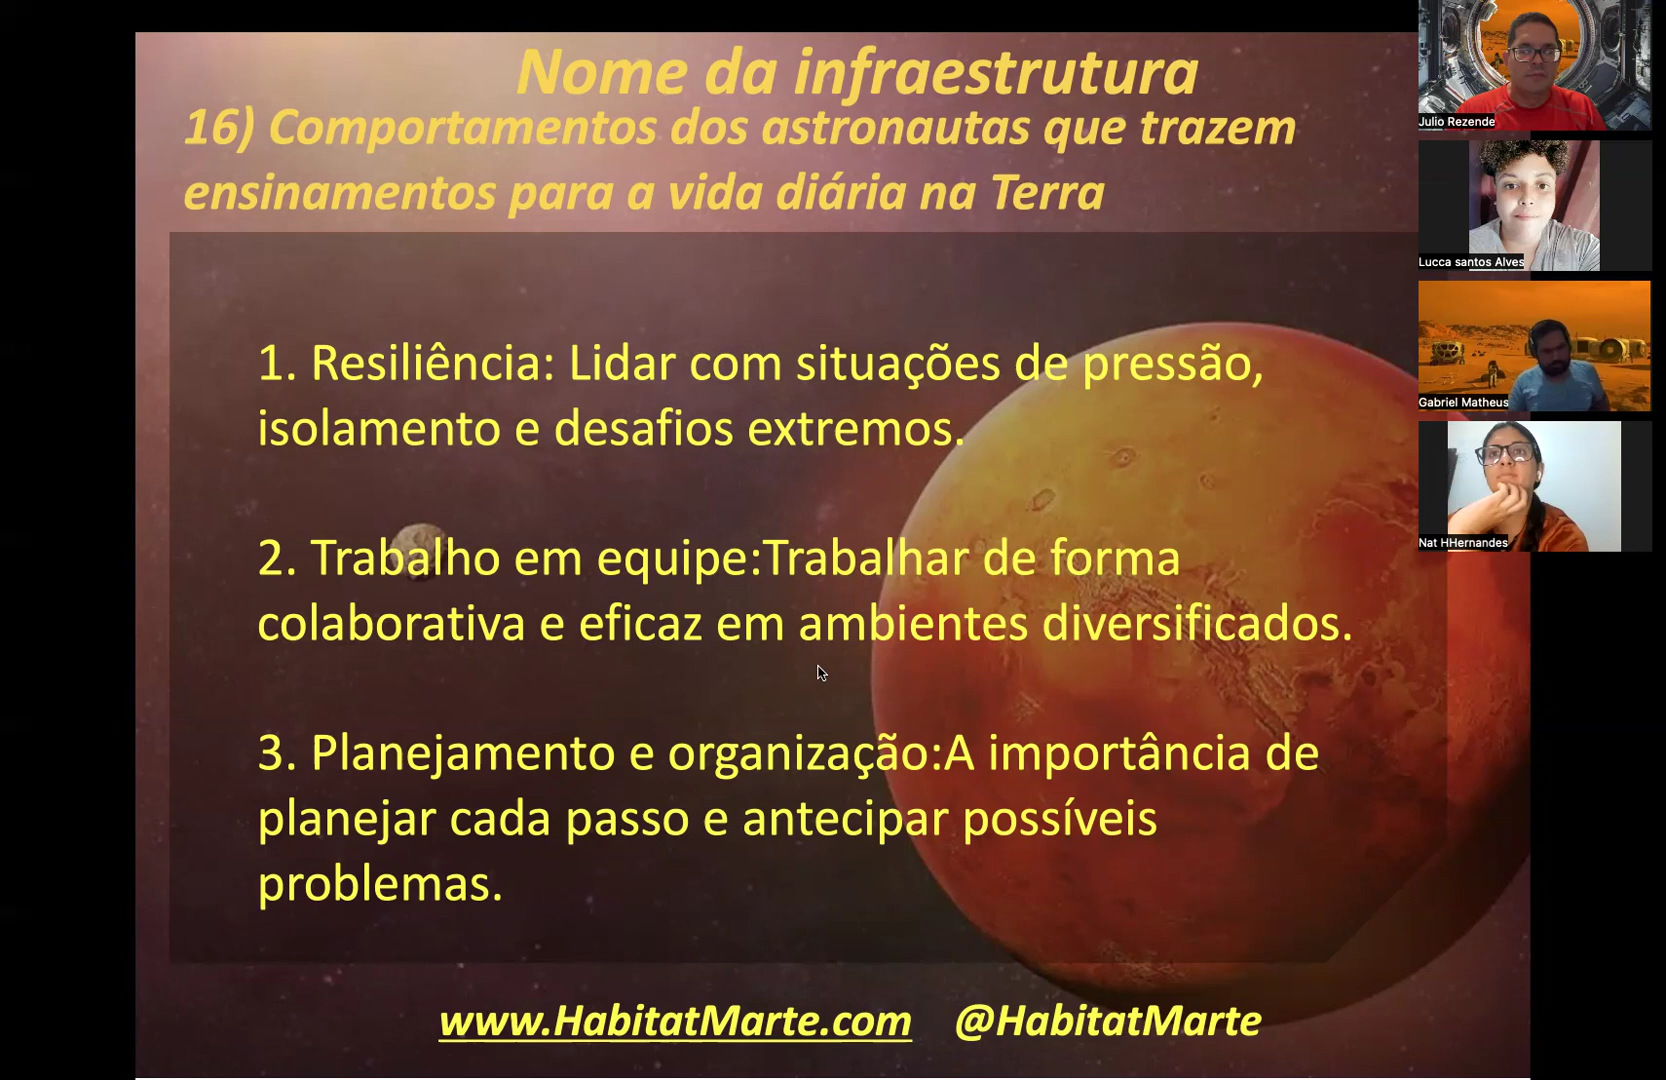 Nome da infraestrutura
16) Comportamentos dos astronautas que trazem
ensinamentos para a vida diária na Terra
1. Resiliência: Lidar com situações de pressão,
isolamento e desafios extremos.
2. Trabalho em equipe:Trabalhar de forma
colaborativa e eficaz em ambientes diversificados.
3. Planejamento e organização:A importância de
planejar cada passo e antecipar possíveis
problemas.
www.HabitatMarte.com @HabitatMarte
Julio Rezende
Lucca santos Alves
Gabriel Matheus
Nat HHernandes